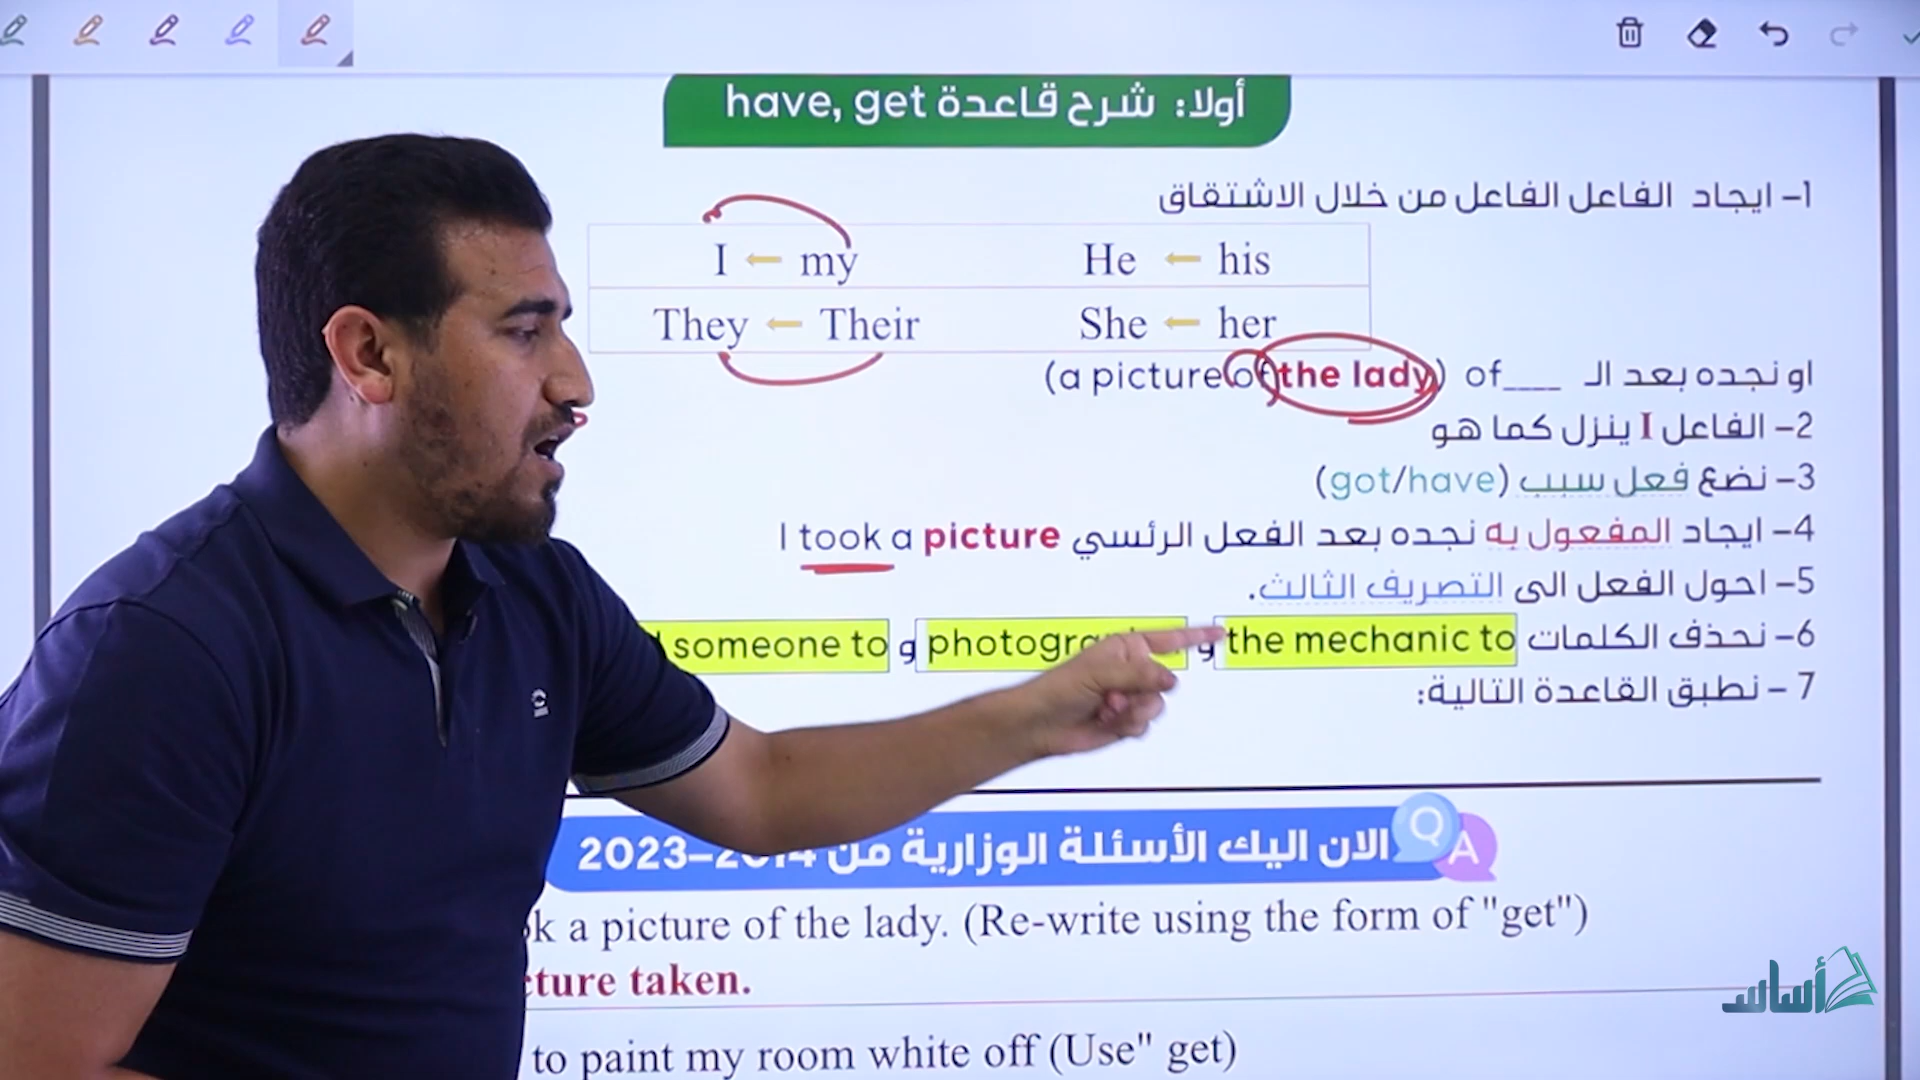 أولا: شرح قاعدة have, get
1- ايجاد الفاعل الفاعل من خلال الاشتقاق
I ← my He ← his
They ← Their She ← her
او نجده بعد الـ ____of (a picture of the lady)
2- الفاعل I ينزل كما هو
3- نضع فعل سبب (got/have)
4- ايجاد المفعول به نجده بعد الفعل الرئسي I took a picture
5- احول الفعل الى التصريف الثالث.
6- نحذف الكلمات the mechanic to و و someone to
7 – نطبق القاعدة التالية:
الان اليك الأسئلة الوزارية من 2014–2023
Q A
a picture of the lady. (Re-write using the form of "get")
taken.
to paint my room white off (Use" get)
أساس